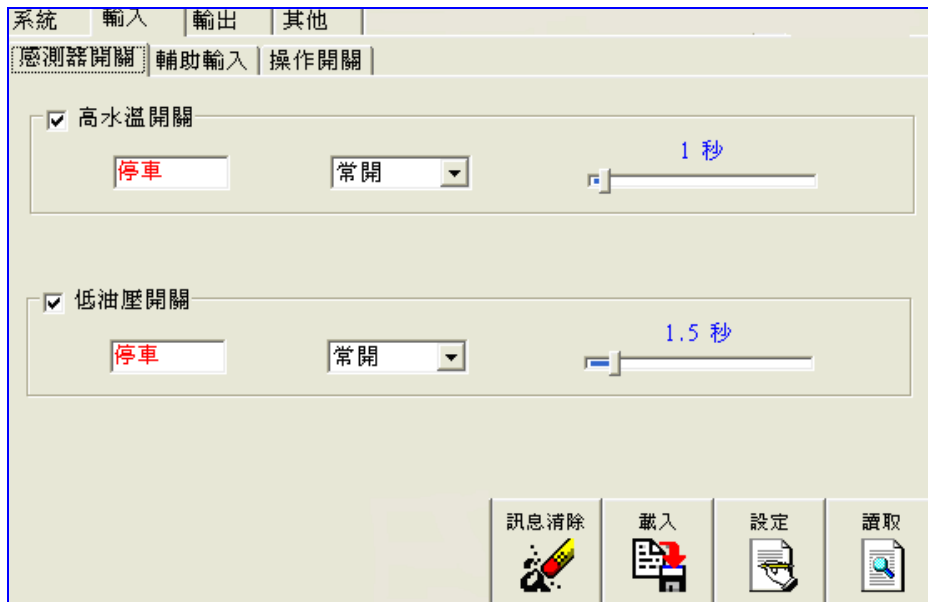 系統 輸入 輸出 其他
感測器開關 輔助輸入 操作開關
高水溫開關
1 秒
停車 常開
低油壓開關
1.5 秒
停車 常開
訊息清除 載入 設定 讀取